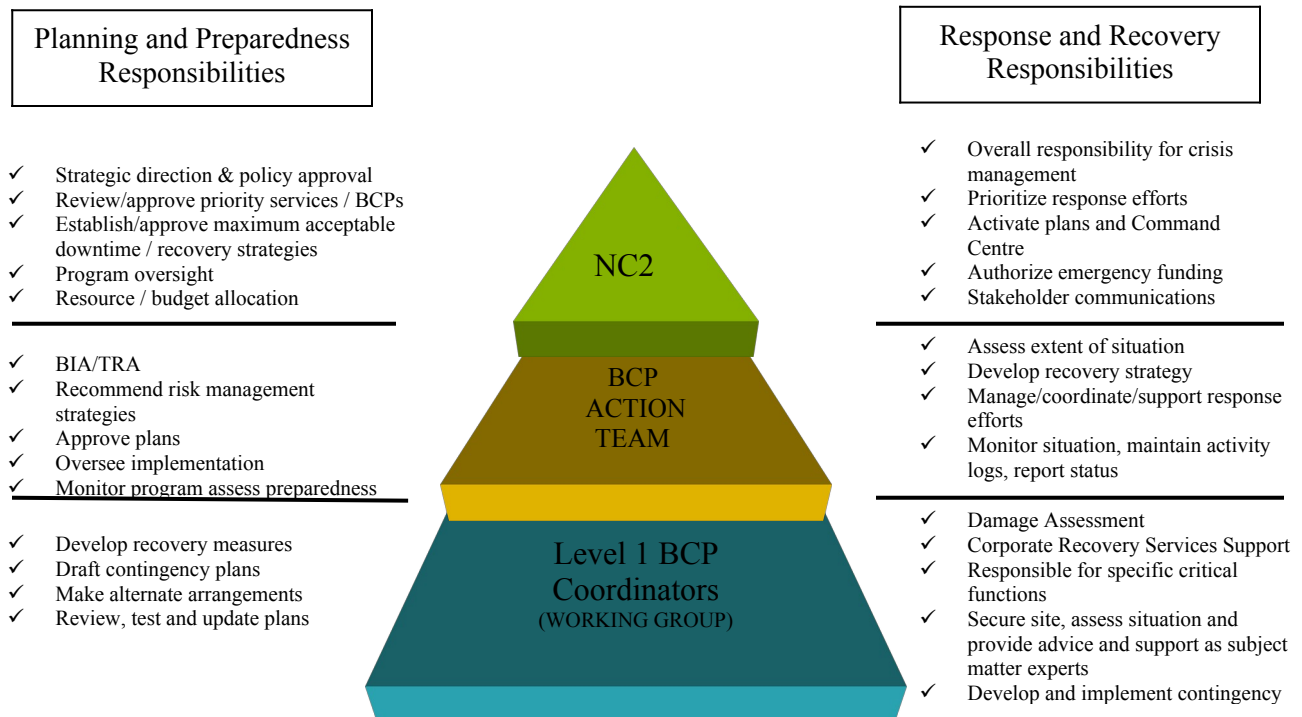 Planning and Preparedness
Responsibilities
✓ Strategic direction & policy approval
✓ Review/approve priority services / BCPs
✓ Establish/approve maximum acceptable
downtime / recovery strategies
✓ Program oversight
✓ Resource / budget allocation
✓ BIA/TRA
✓ Recommend risk management
strategies
✓ Approve plans
✓ Oversee implementation
✓ Monitor program assess preparedness
✓ Develop recovery measures
✓ Draft contingency plans
✓ Make alternate arrangements
✓ Review, test and update plans
NC2
BCP
ACTION
TEAM
Level 1 BCP
Coordinators
(WORKING GROUP)
Response and Recovery
Responsibilities
✓ Overall responsibility for crisis
management
✓ Prioritize response efforts
✓ Activate plans and Command
Centre
✓ Authorize emergency funding
✓ Stakeholder communications
✓ Assess extent of situation
✓ Develop recovery strategy
✓ Manage/coordinate/support response
efforts
✓ Monitor situation, maintain activity
logs, report status
✓ Damage Assessment
✓ Corporate Recovery Services Support
✓ Responsible for specific critical
functions
✓ Secure site, assess situation and
provide advice and support as subject
matter experts
✓ Develop and implement contingency